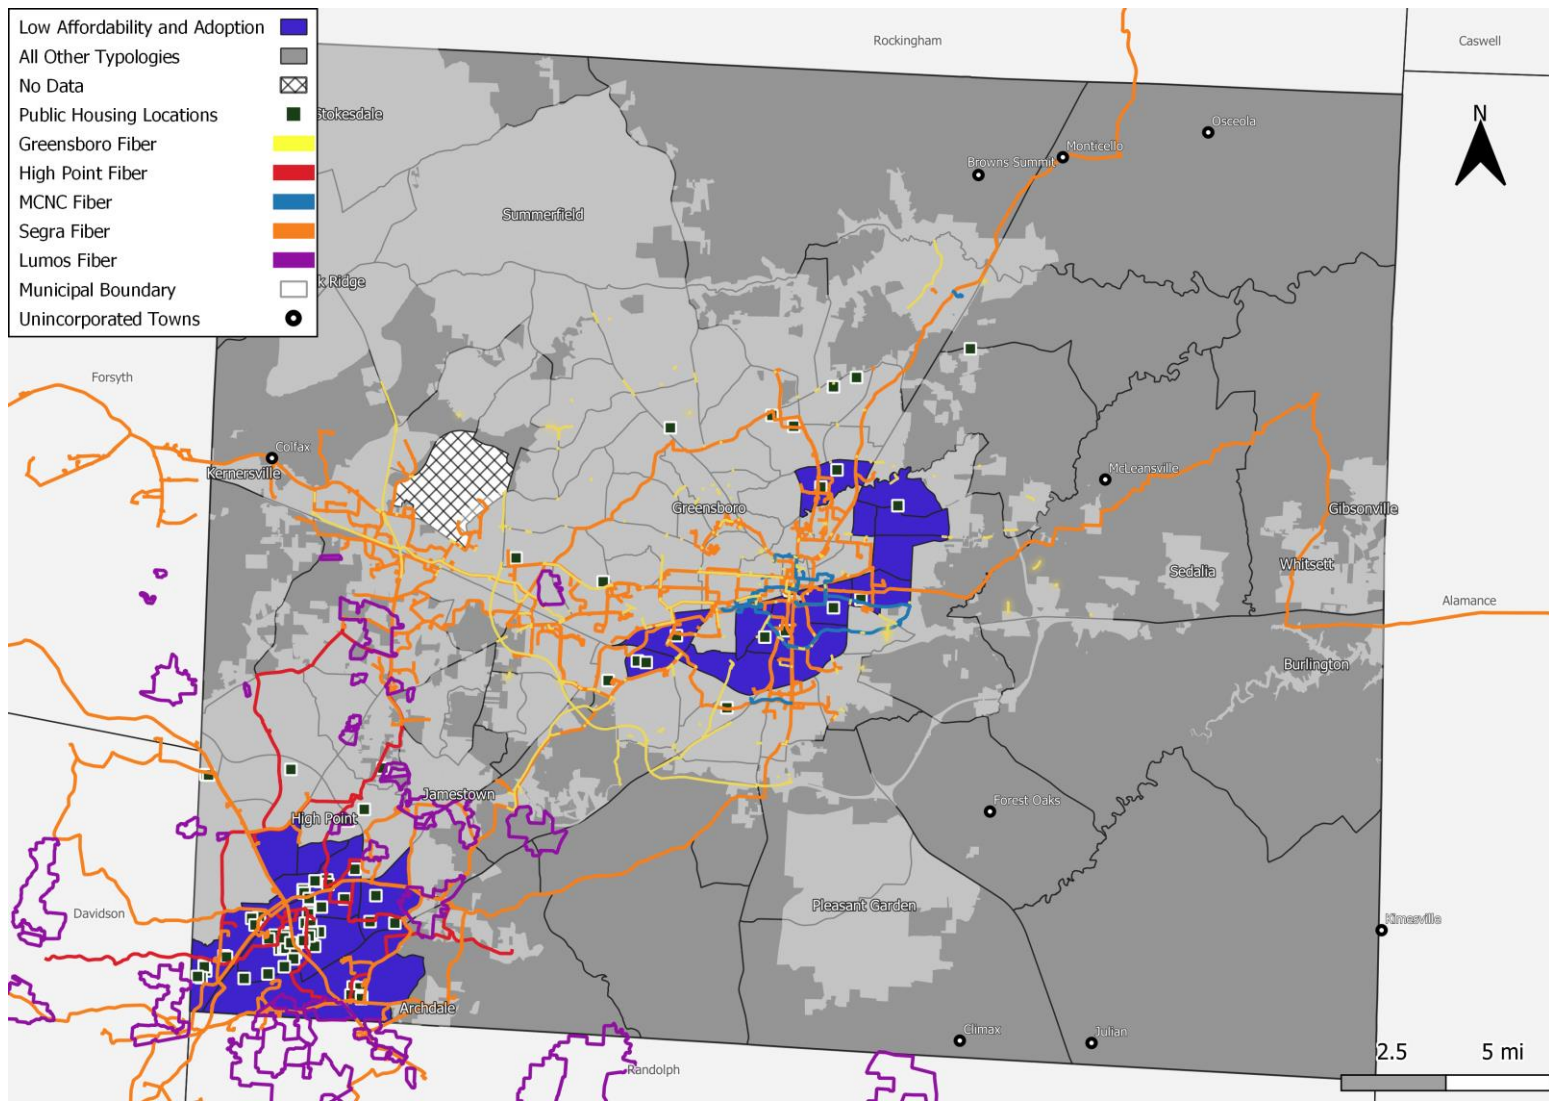 Low Affordability and Adoption
All Other Typologies
No Data
Public Housing Locations
Greensboro Fiber
High Point Fiber
MCNC Fiber
Segra Fiber
Lumos Fiber
Municipal Boundary
Unincorporated Towns
Rockingham
Caswell
N
Stokesdale
Osceola
Monticello
Browns Summit
Summerfield
k Ridge
Forsyth
Colfax
Kernersville
McLeansville
Greensboro
Gibsonville
Whitsett
Sedalia
Alamance
Burlington
Jamestown
Forest Oaks
High Point
Davidson
Pleasant Garden
Kimesville
Archdale
Climax
Julian
2.5 5 mi
Randolph